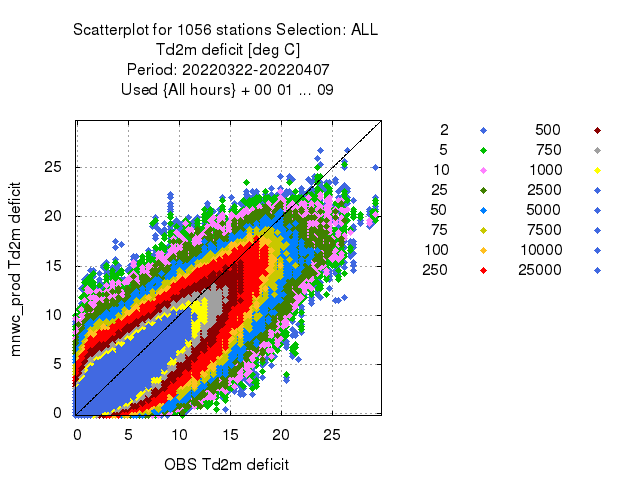 Scatterplot for 1056 stations Selection: ALL
Td2m deficit [deg C]
Period: 20220322-20220407
Used {All hours} + 00 01 ... 09
2 500
5 750
10 1000
25 2500
50 5000
75 7500
100 10000
250 25000
mnwc_prod Td2m deficit
25
20
15
10
5
0
0 5 10 15 20 25
OBS Td2m deficit